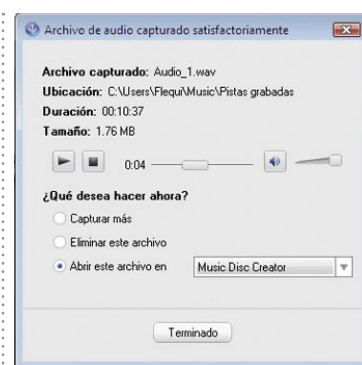 Archivo de audio capturado satisfactoriamente
Archivo capturado: Audio_1.wav
Ubicación: C:\Users\Flequi\Music\Pistas grabadas
Duración: 00:10:37
Tamaño: 1.76 MB
0:04
¿Qué desea hacer ahora?
Capturar más
Eliminar este archivo
Abrir este archivo en Music Disc Creator
Terminado